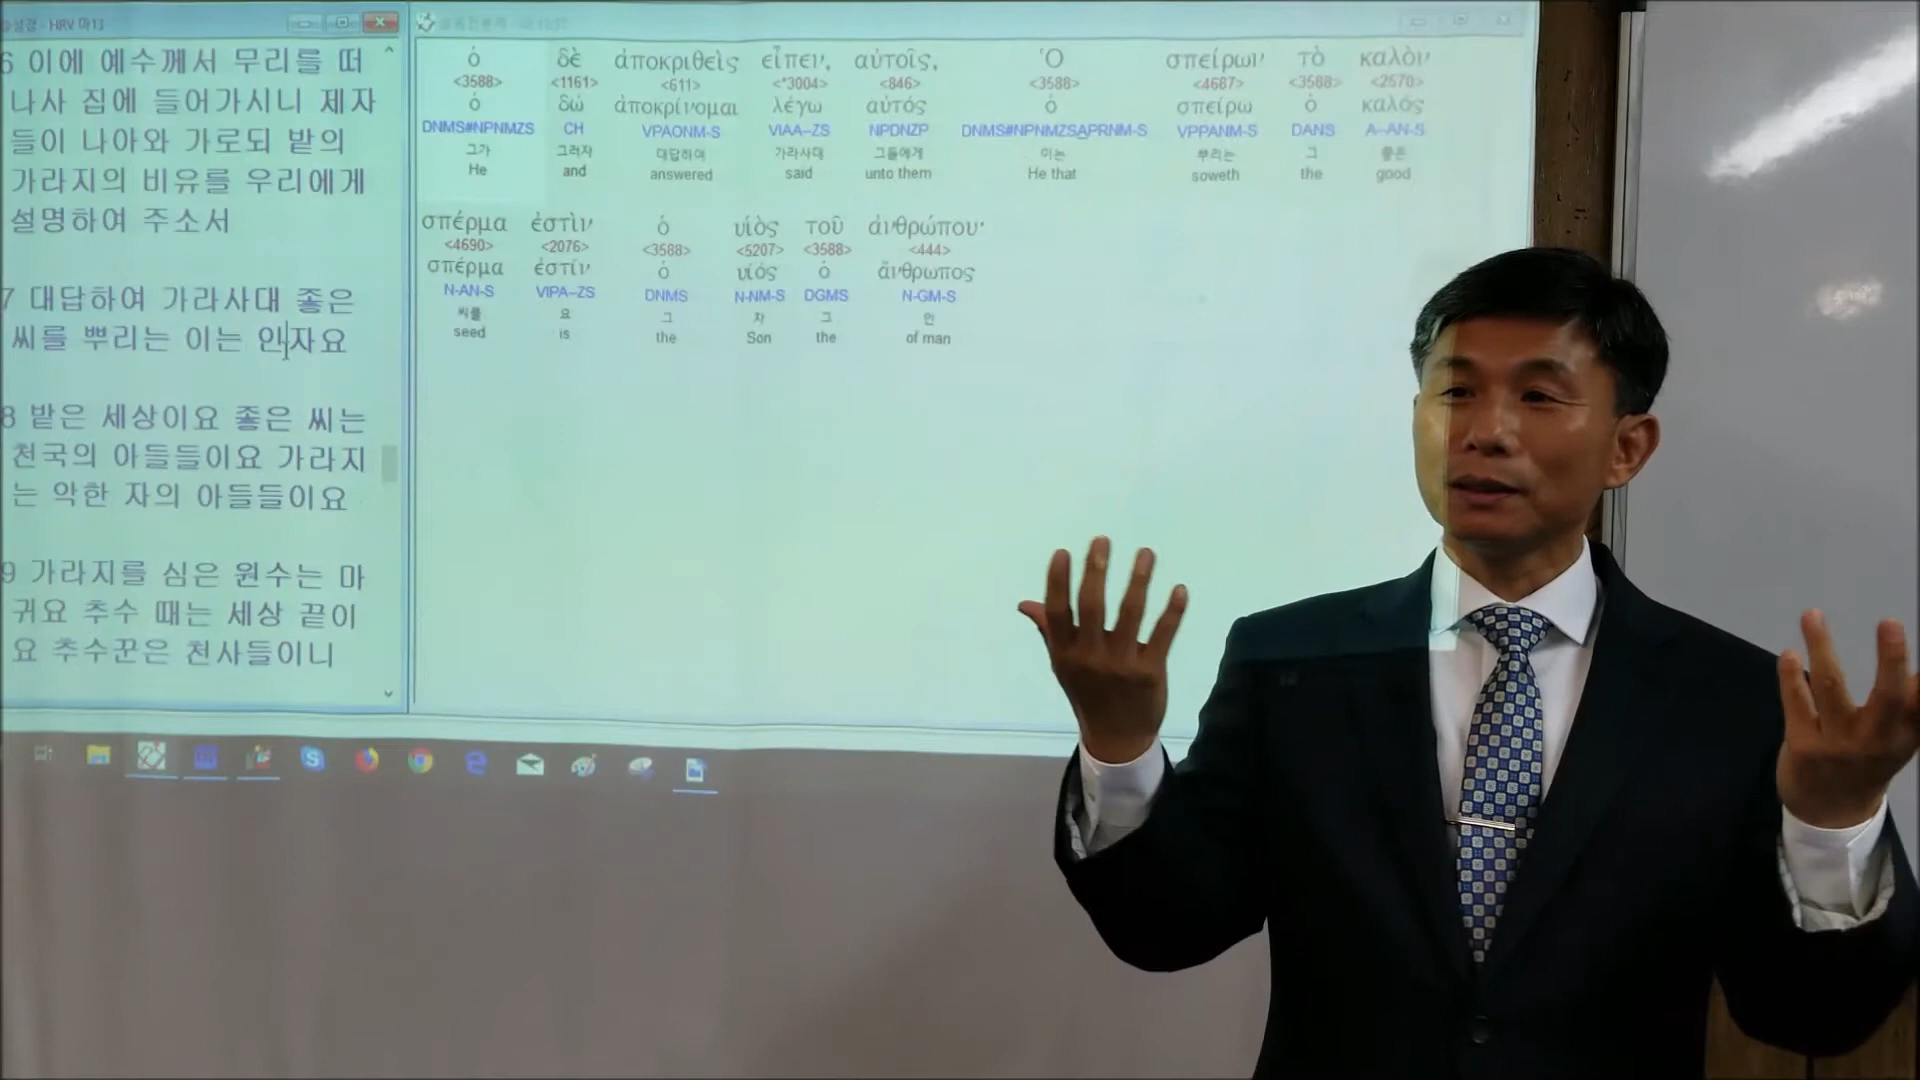 성경 - HRV 마13
6 이에 예수께서 무리를 떠
나사 집에 들어가시니 제자
들이 나아와 가로되 밭의
가라지의 비유를 우리에게
설명하여 주소서
7 대답하여 가라사대 좋은
씨를 뿌리는 이는 인자요
8 밭은 세상이요 좋은 씨는
천국의 아들들이요 가라지
는 악한 자의 아들들이요
9 가라지를 심은 원수는 마
귀요 추수 때는 세상 끝이
요 추수꾼은 천사들이니
ὁ δὲ ἀποκριθεὶς εἶπεν, αὐτοῖς, Ὁ σπείρων τὸ καλὸν
<3588> <1161> <611> <*3004> <846> <3588> <4687> <3588> <2570>
ὁ δέ ἀποκρίνομαι λέγω αὐτός ὁ σπείρω ὁ καλός
DNMS#NPNMZS CH VPAONM-S VIAA--ZS NPDNZP DNMS#NPNMZSAPRNM-S VPPANM-S DANS A--AN-S
그가 그러자 대답하여 가라사대 그들에게 이는 뿌리는 그 좋은
He and answered said unto them He that soweth the good
σπέρμα ἐστὶν ὁ υἱὸς τοῦ ἀνθρώπου·
<4690> <2076> <3588> <5207> <3588> <444>
σπέρμα ἐστίν ὁ υἱός ὁ ἄνθρωπος
N-AN-S VIPA--ZS DNMS N-NM-S DGMS N-GM-S
씨를 요 그 자 그 인
seed is the Son the of man